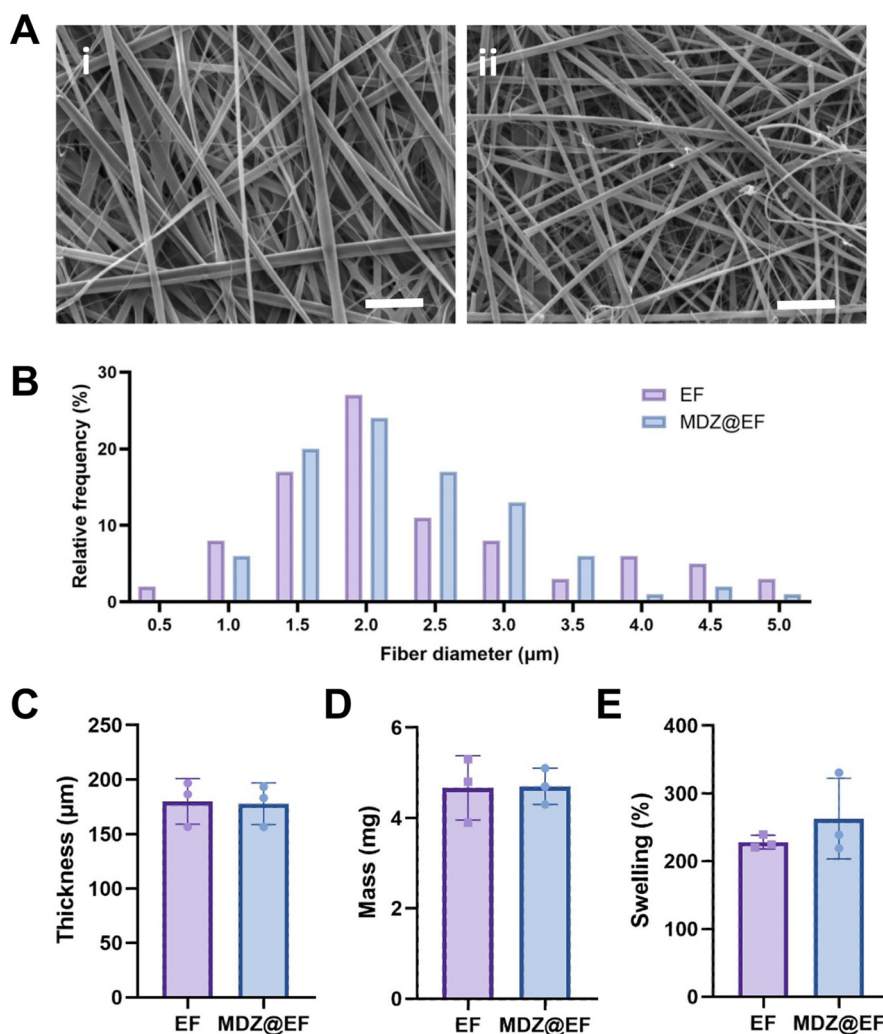 A
i
ii
B
Relative frequency (%)
30
20
10
0
EF
MDZ@EF
0.5 1.0 1.5 2.0 2.5 3.0 3.5 4.0 4.5 5.0
Fiber diameter (µm)
C
Thickness (µm)
250
200
150
100
50
0
EF MDZ@EF
D
Mass (mg)
6
4
2
0
EF MDZ@EF
E
Swelling (%)
400
300
200
100
0
EF MDZ@EF